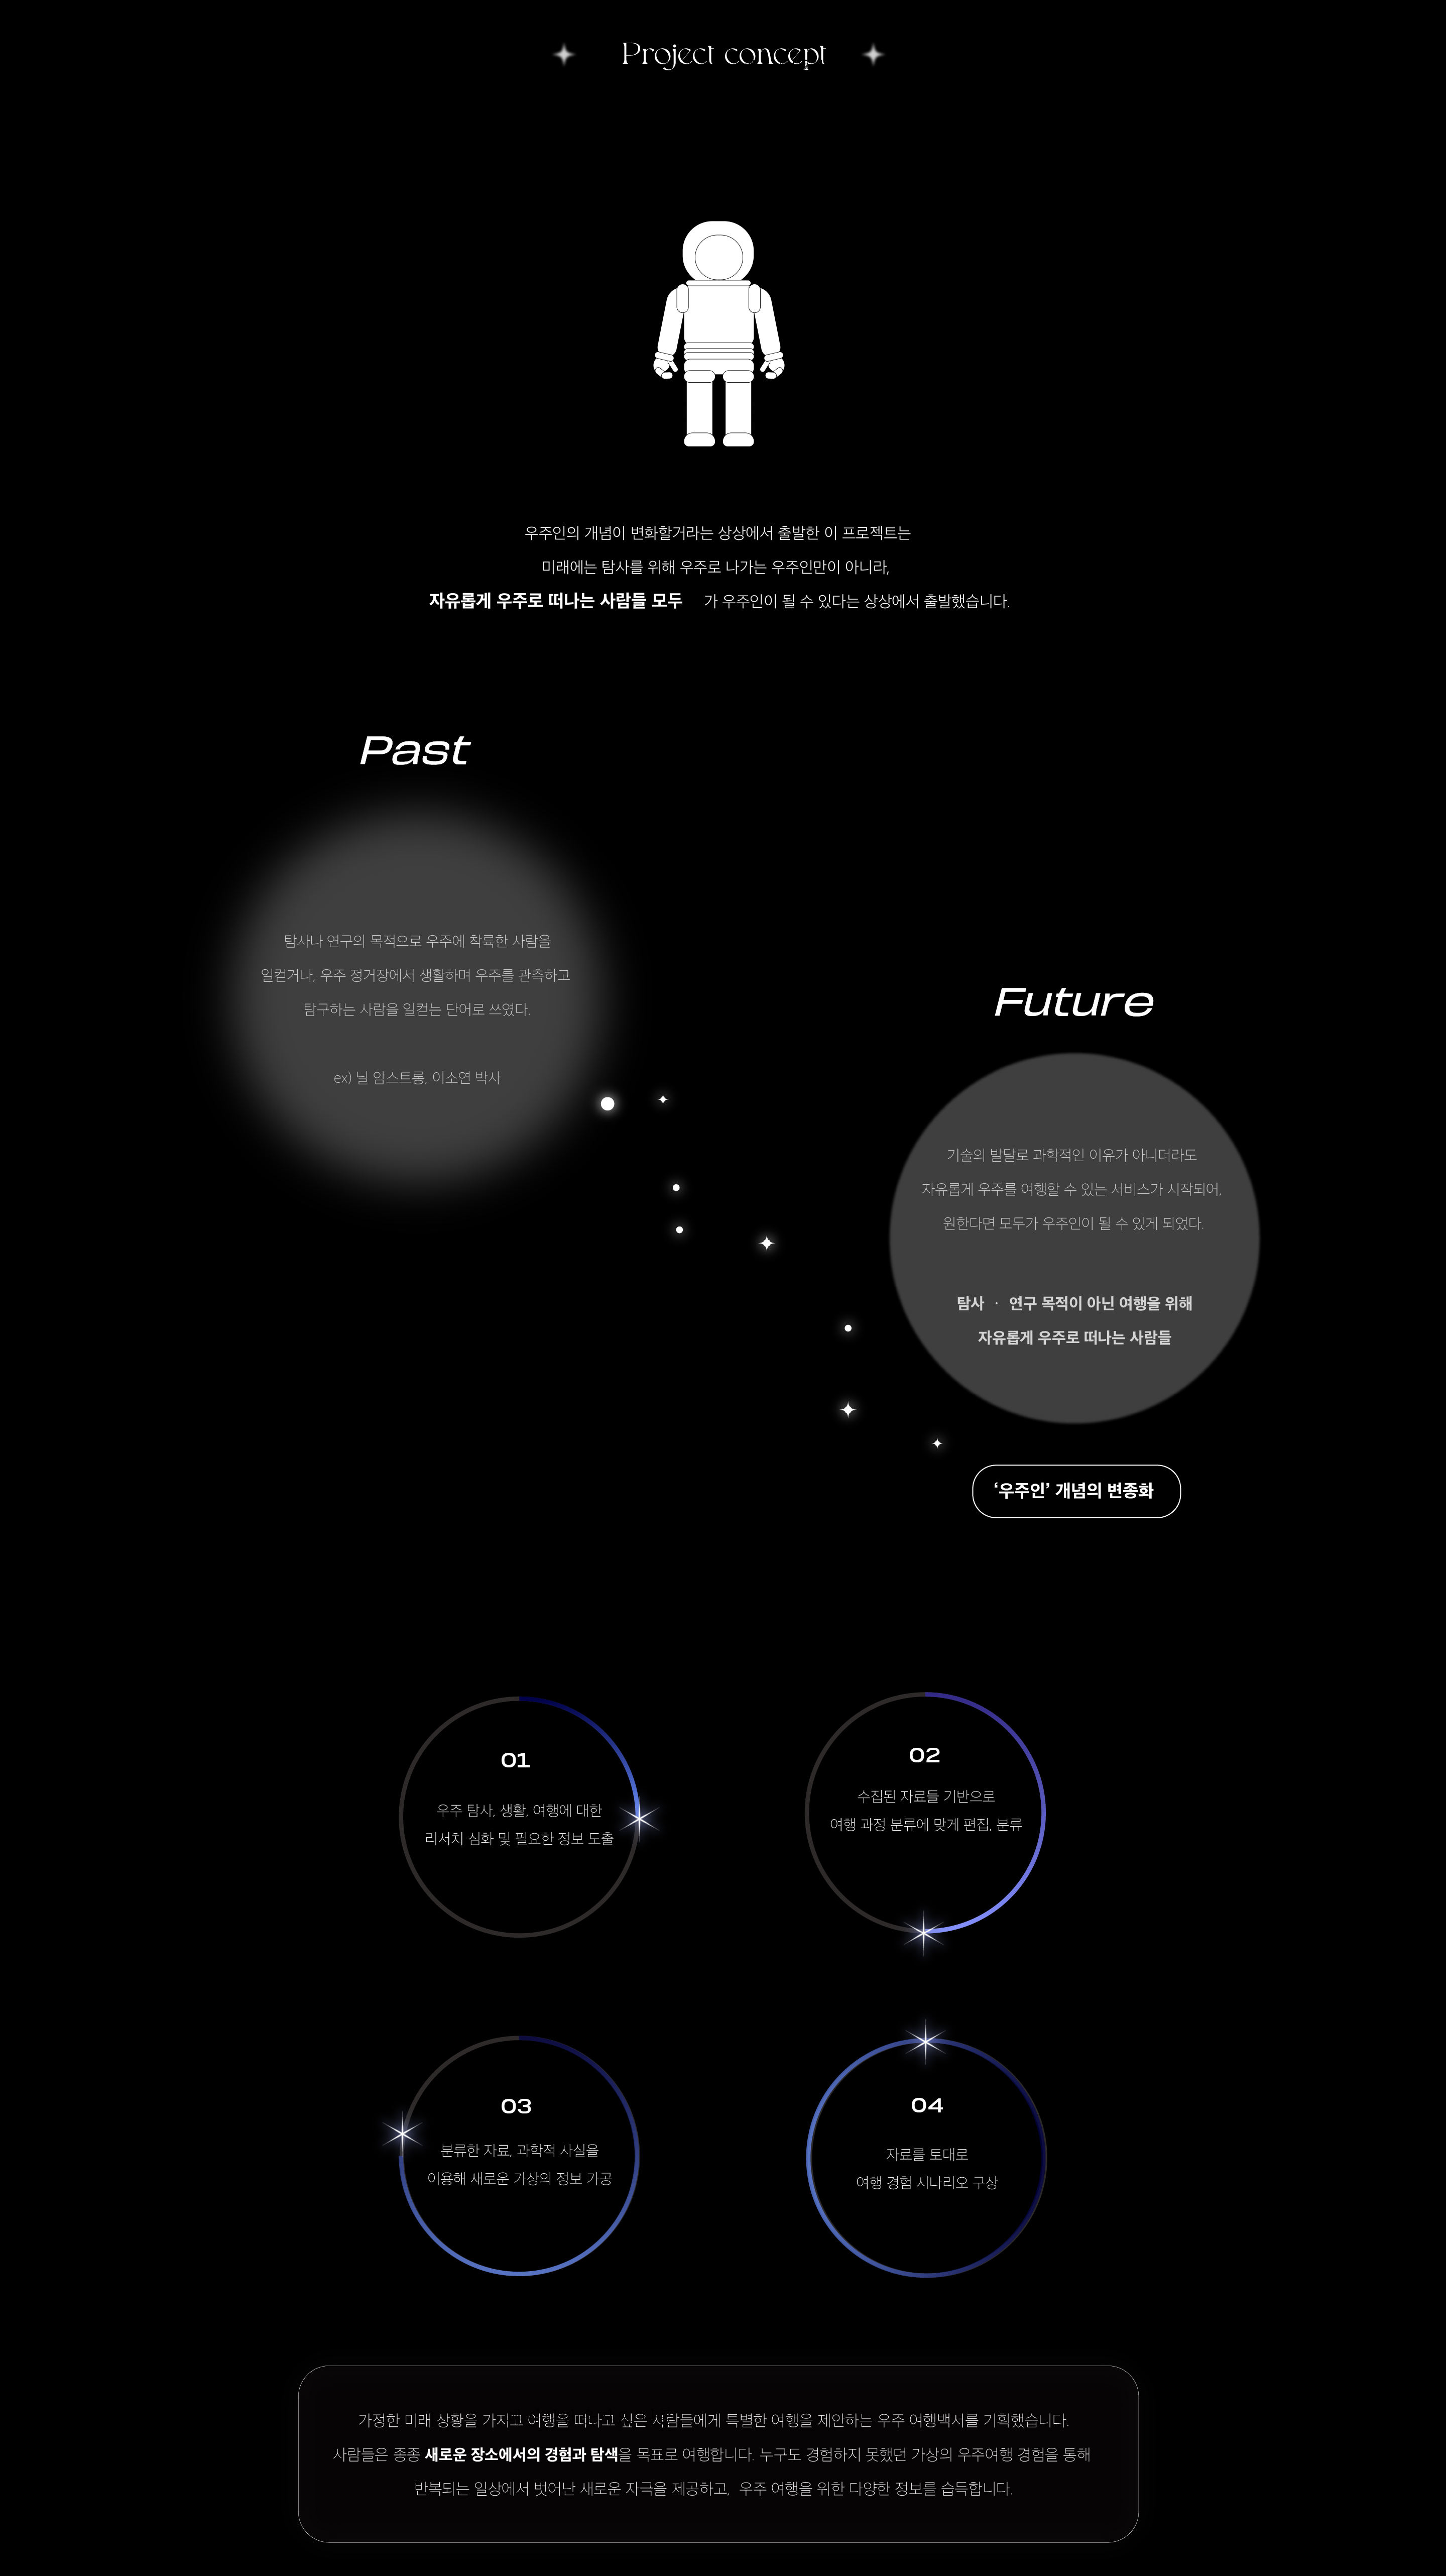 Project concept
우주인의 개념이 변화할거라는 상상에서 출발한 이 프로젝트는
미래에는 탐사를 위해 우주로 나가는 우주인만이 아니라,
자유롭게 우주로 떠나는 사람들 모두 가 우주인이 될 수 있다는 상상에서 출발했습니다.
Past
탐사나 연구의 목적으로 우주에 착륙한 사람을
일컫거나, 우주 정거장에서 생활하며 우주를 관측하고
탐구하는 사람을 일컫는 단어로 쓰였다.
ex) 닐 암스트롱, 이소연 박사
Future
기술의 발달로 과학적인 이유가 아니더라도
자유롭게 우주를 여행할 수 있는 서비스가 시작되어,
원한다면 모두가 우주인이 될 수 있게 되었다.
탐사 · 연구 목적이 아닌 여행을 위해
자유롭게 우주로 떠나는 사람들
‘우주인’ 개념의 변종화
01
우주 탐사, 생활, 여행에 대한
리서치 심화 및 필요한 정보 도출
02
수집된 자료들 기반으로
여행 과정 분류에 맞게 편집, 분류
03
분류한 자료, 과학적 사실을
이용해 새로운 가상의 정보 가공
04
자료를 토대로
여행 경험 시나리오 구상
가정한 미래 상황을 가지고 여행을 떠나고 싶은 사람들에게 특별한 여행을 제안하는 우주 여행백서를 기획했습니다.
사람들은 종종 새로운 장소에서의 경험과 탐색을 목표로 여행합니다. 누구도 경험하지 못했던 가상의 우주여행 경험을 통해
반복되는 일상에서 벗어난 새로운 자극을 제공하고, 우주 여행을 위한 다양한 정보를 습득합니다.